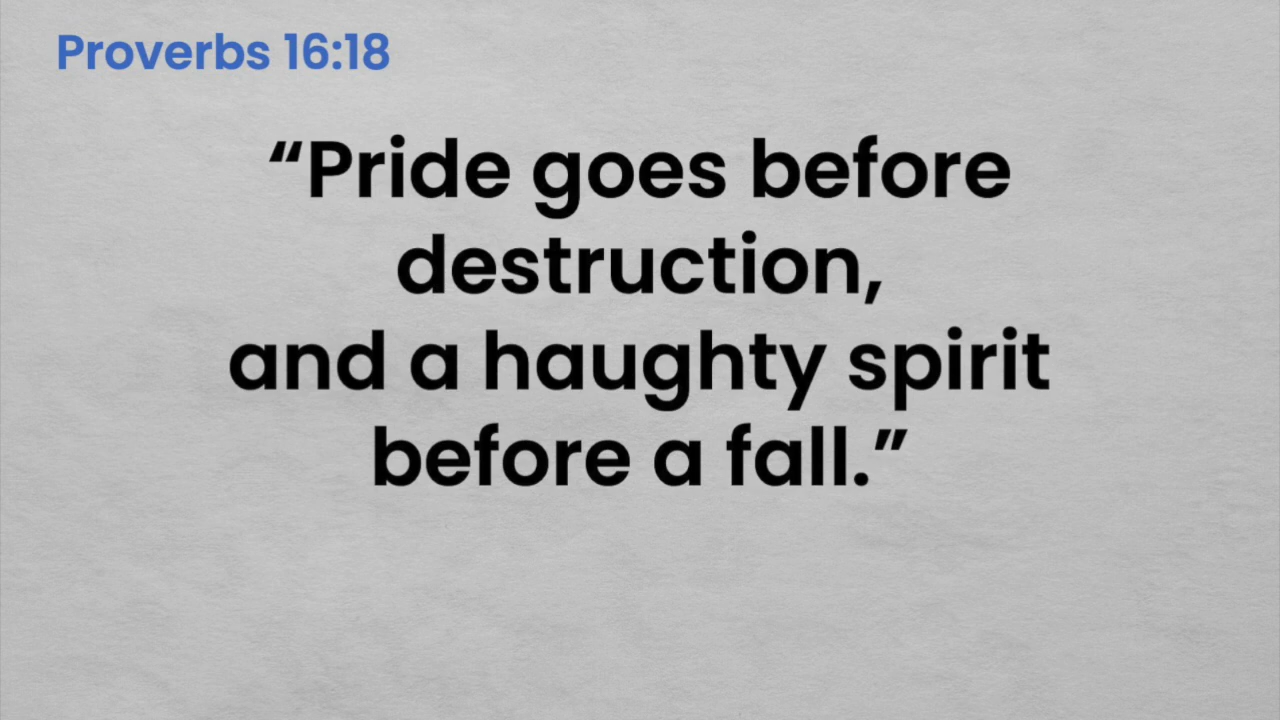 Proverbs 16:18
“Pride goes before
destruction,
and a haughty spirit
before a fall.”